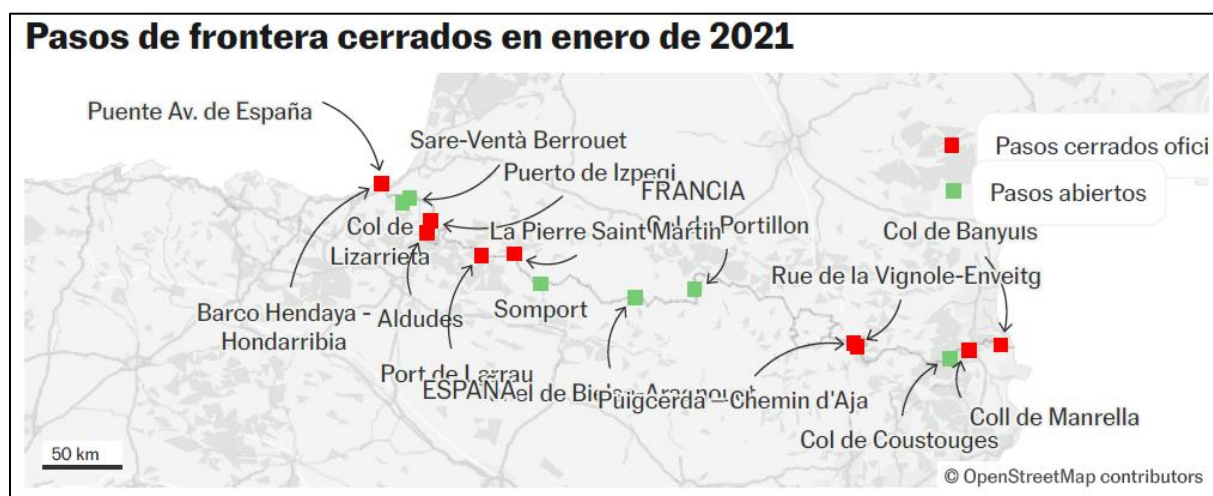 Pasos de frontera cerrados en enero de 2021
Puente Av. de España
Sare-Ventà Berrouet
Puerto de Izpegi
FRANCIA
Pasos cerrados ofici
Pasos abiertos
Col de
Lizarrieta
La Pierre Saint Martin
Portillon
Col de Banyuls
Rue de la Vignole-Enveitg
Barco Hendaya -
Hondarribia
Aldudes
Somport
Port de Larrau
ESPAÑA
Puigcerdà – Chemin d'Aja
Coll de Manrella
Col de Coustouges
50 km
© OpenStreetMap contributors